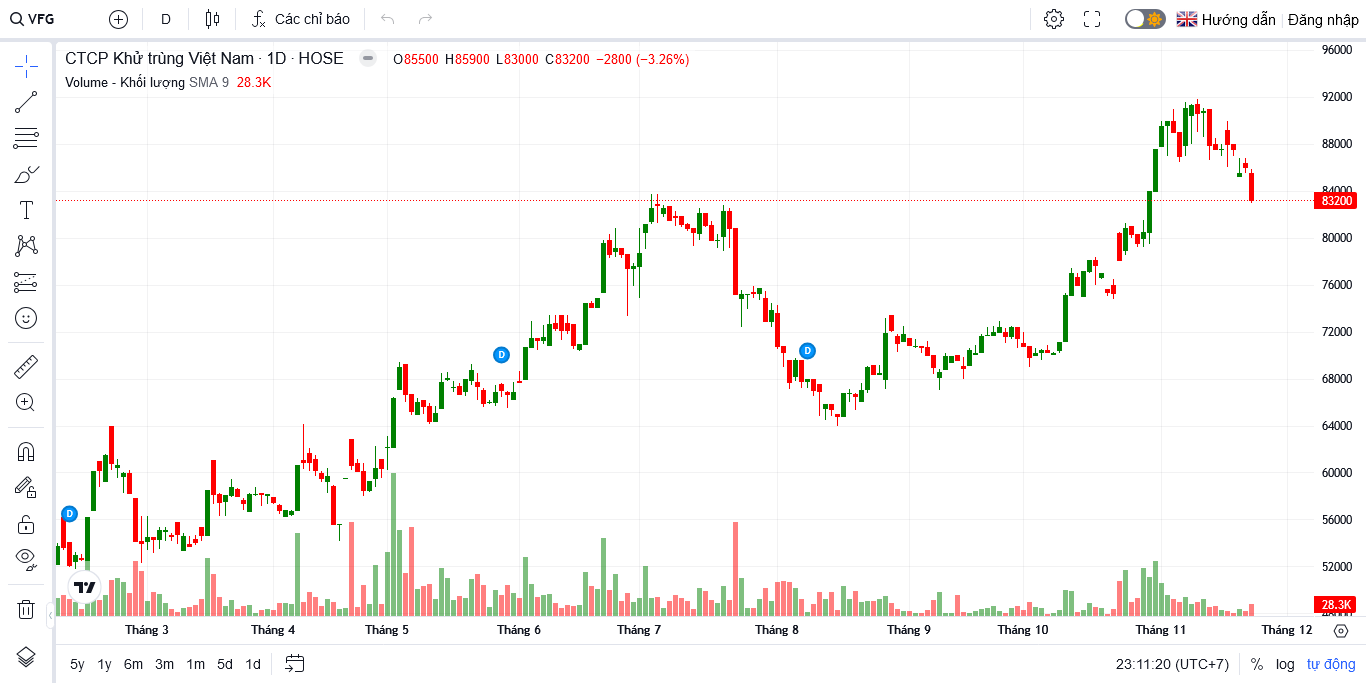 VFG D Các chỉ báo Hướng dẫn Đăng nhập
CTCP Khử trùng Việt Nam · 1D · HOSE O85500 H85900 L83000 C83200 −2800 (−3.26%)
Volume - Khối lượng SMA 9 28.3K
96000
92000
88000
84000
83200
80000
76000
72000
68000
64000
60000
56000
52000
28.3K
D
D
D
Tháng 3 Tháng 4 Tháng 5 Tháng 6 Tháng 7 Tháng 8 Tháng 9 Tháng 10 Tháng 11 Tháng 12
5y 1y 6m 3m 1m 5d 1d 23:11:20 (UTC+7) % log tự động